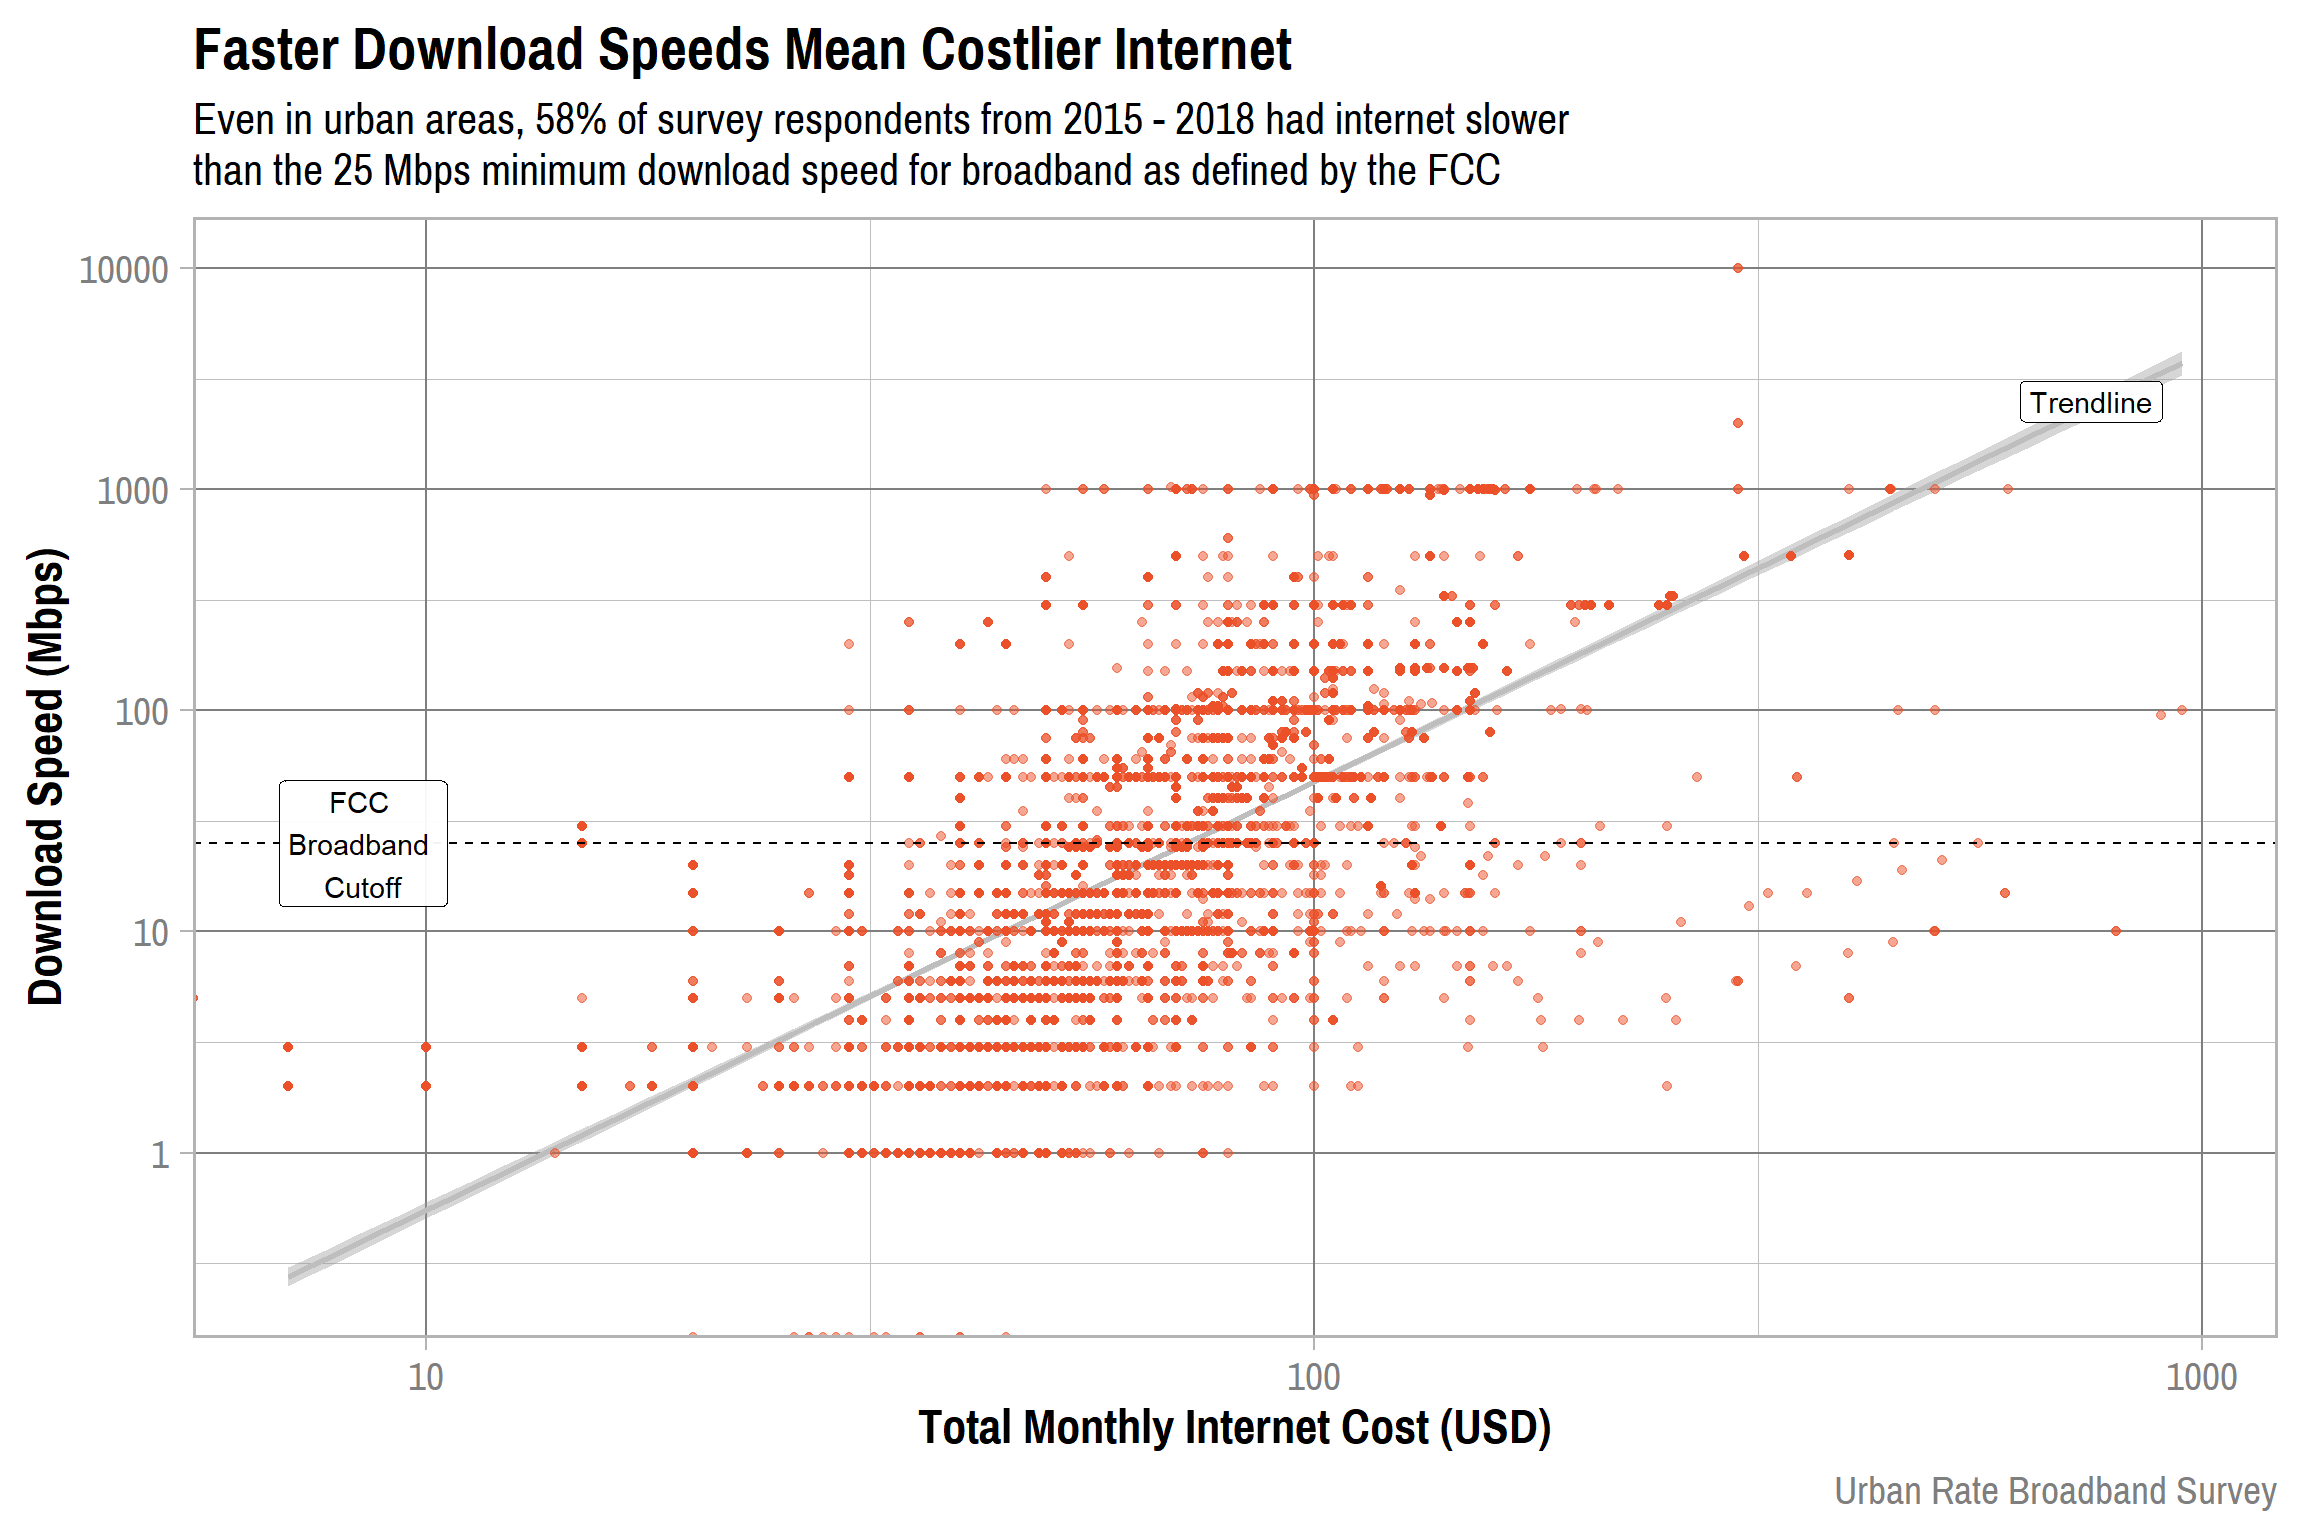 Faster Download Speeds Mean Costlier Internet
Even in urban areas, 58% of survey respondents from 2015 - 2018 had internet slower
than the 25 Mbps minimum download speed for broadband as defined by the FCC
10000
1000
100
10
1
Download Speed (Mbps)
Trendline
FCC
Broadband
Cutoff
10
100
1000
Total Monthly Internet Cost (USD)
Urban Rate Broadband Survey